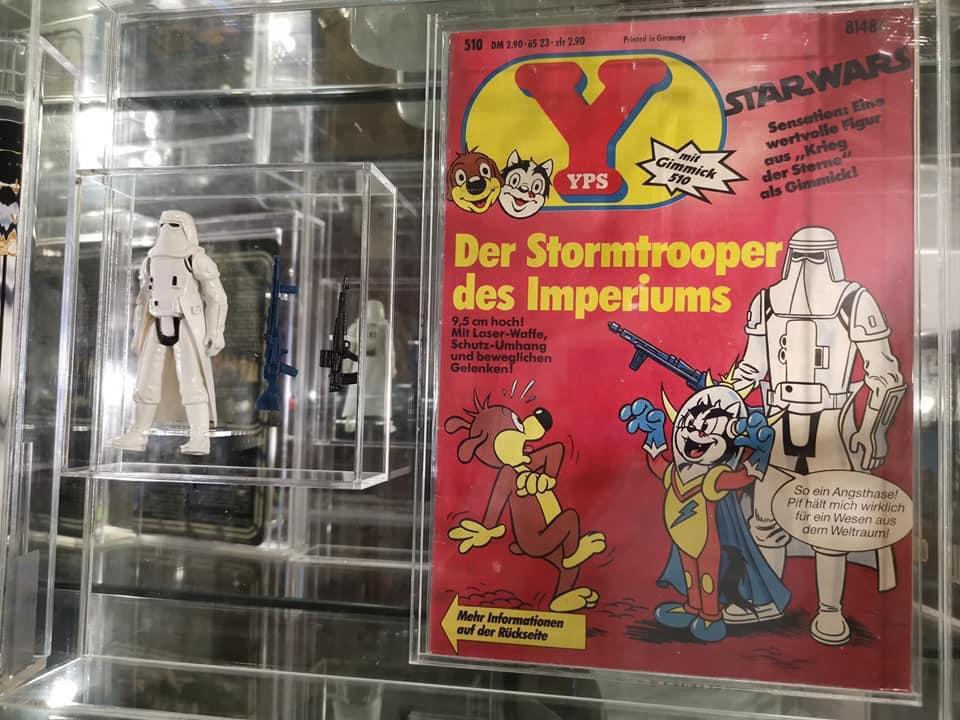 510 DM 2.90 · öS 23 · sfr 2.90
Printed in Germany
8148
STAR WARS
Sensation: Eine
wertvolle Figur
aus „Krieg
der Sterne"
als Gimmick!
Y
YPS
mit
Gimmick
510
Der Stormtrooper
des Imperiums
9,5 cm hoch!
Mit Laser-Waffe,
Schutz-Umhang
und beweglichen
Gelenken!
So ein Angsthase!
Pif hält mich wirklich
für ein Wesen aus
dem Weltraum!
Mehr Informationen
auf der Rückseite